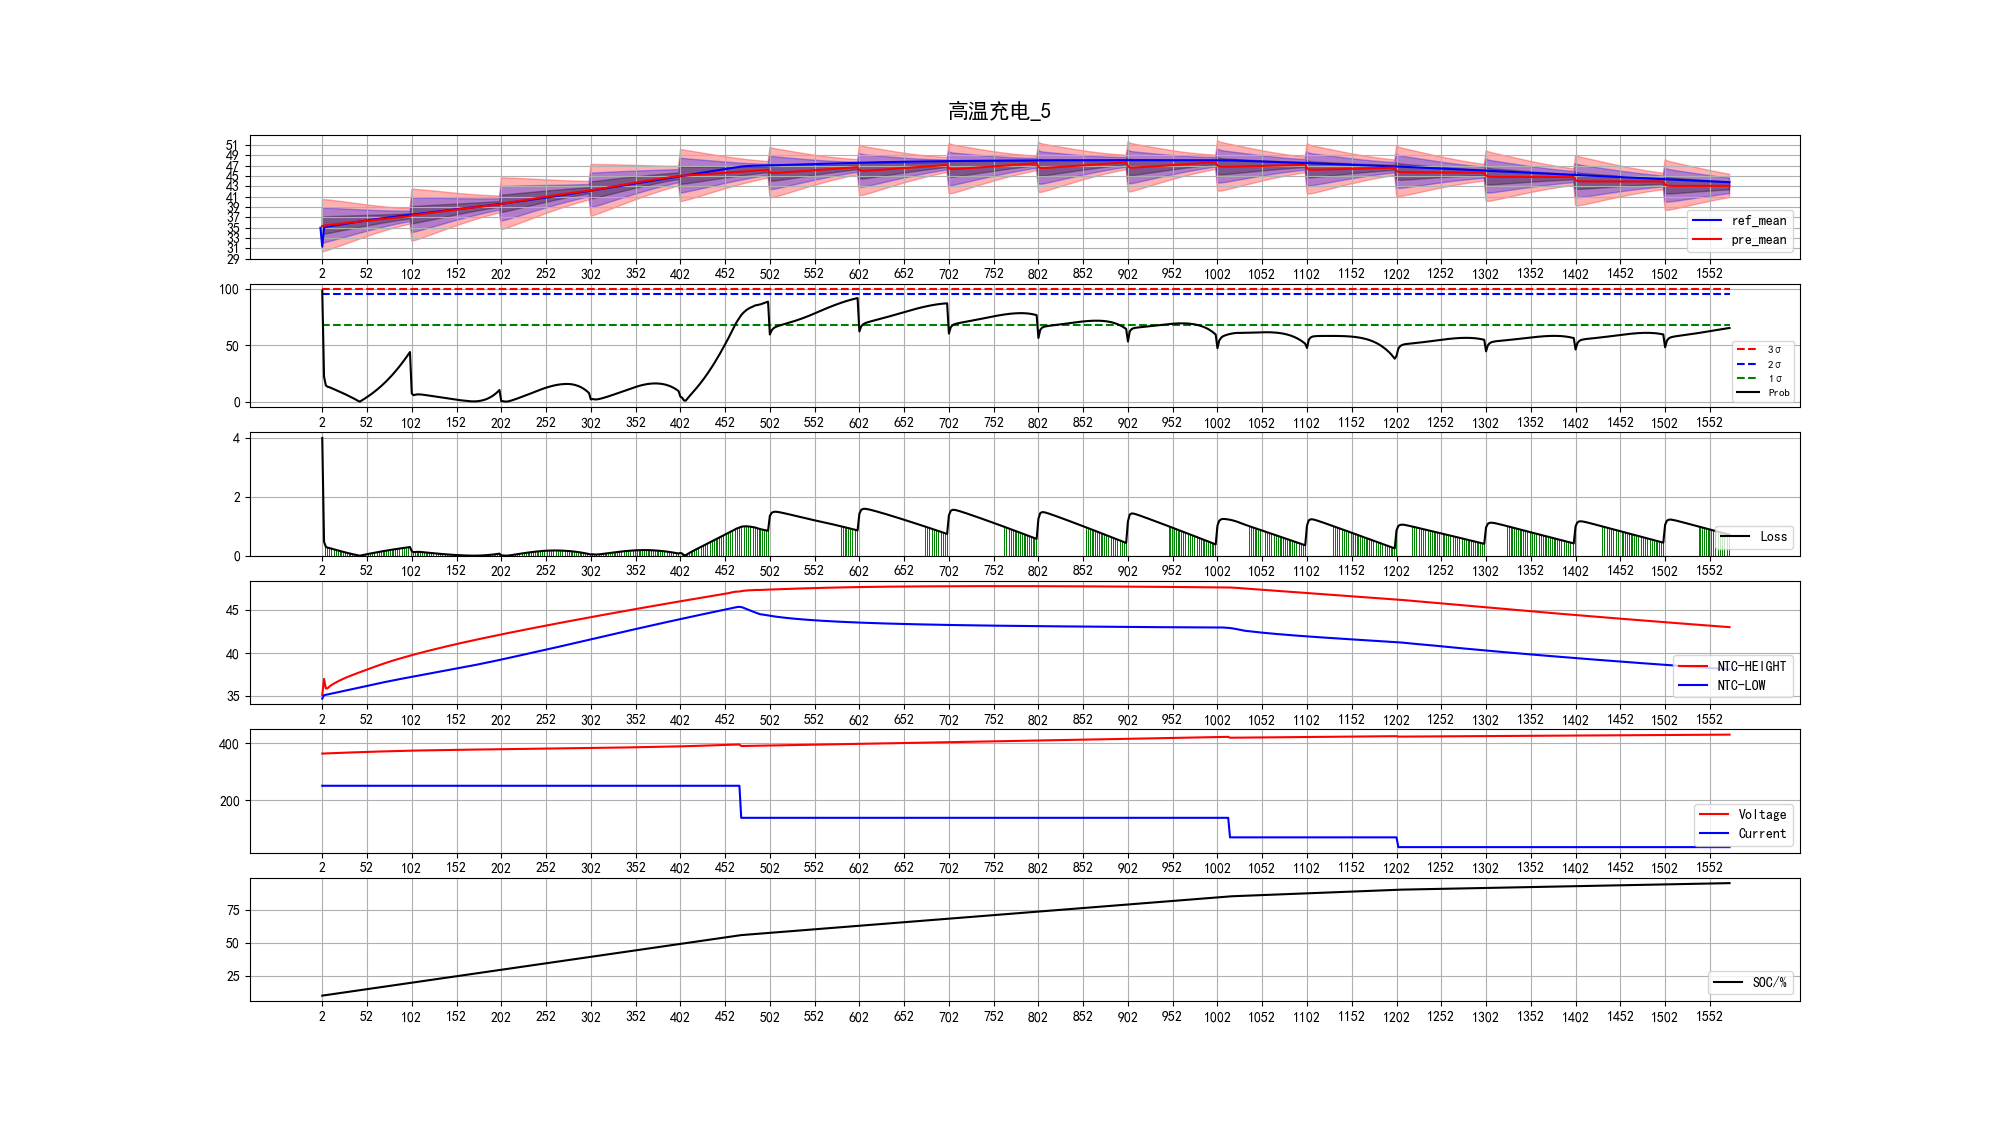 高温充电_5
51
49
47
45
43
41
39
37
35
33
31
29
2 52 102 152 202 252 302 352 402 452 502 552 602 652 702 752 802 852 902 952 1002 1052 1102 1152 1202 1252 1302 1352 1402 1452 1502 1552
ref_mean
pre_mean
100
50
0
2 52 102 152 202 252 302 352 402 452 502 552 602 652 702 752 802 852 902 952 1002 1052 1102 1152 1202 1252 1302 1352 1402 1452 1502 1552
3σ
2σ
1σ
Prob
4
2
0
2 52 102 152 202 252 302 352 402 452 502 552 602 652 702 752 802 852 902 952 1002 1052 1102 1152 1202 1252 1302 1352 1402 1452 1502 1552
Loss
45
40
35
2 52 102 152 202 252 302 352 402 452 502 552 602 652 702 752 802 852 902 952 1002 1052 1102 1152 1202 1252 1302 1352 1402 1452 1502 1552
NTC-HEIGHT
NTC-LOW
400
200
2 52 102 152 202 252 302 352 402 452 502 552 602 652 702 752 802 852 902 952 1002 1052 1102 1152 1202 1252 1302 1352 1402 1452 1502 1552
Voltage
Current
75
50
25
2 52 102 152 202 252 302 352 402 452 502 552 602 652 702 752 802 852 902 952 1002 1052 1102 1152 1202 1252 1302 1352 1402 1452 1502 1552
SOC/%